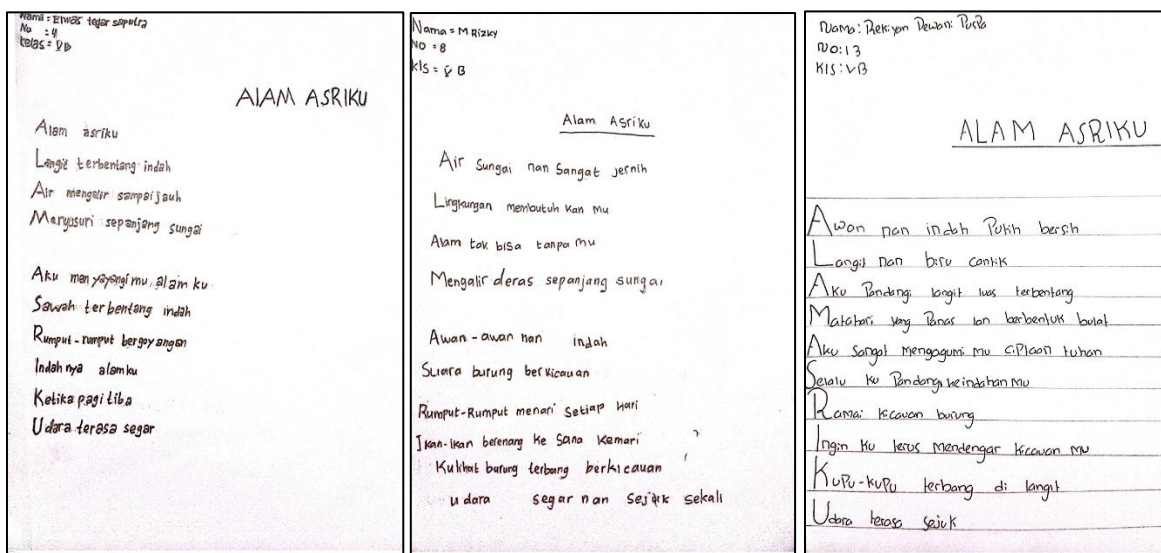 Nama : Elwas tegar saputra
No : 4
kelas = V b
ALAM ASRIKU
Alam asriku
Langit terbentang indah
Air mengalir sampai jauh
Menyusuri sepanjang sungai
Aku menyayangi mu, alam ku
Sawah terbentang indah
Rumput-rumput bergoyangan
Indah nya alamku
Ketika pagi tiba
Udara terasa segar
Nama = M Rizky
NO = 8
Kls = V B
Alam Asriku
Air Sungai nan Sangat jernih
Lingkungan membutuh kan mu
Alam tak bisa tanpa mu
Mengalir deras sepanjang sungai
Awan-awan nan indah
Suara burung berkicauan
Rumput-Rumput menari Setiap Hari
Ikan-ikan berenang Ke Sana Kemari
Kulihat burung terbang berkicauan
udara segar nan Sejuk sekali
Nama : Rekiyan Dewani Puspa
NO : 13
KlS : V B
ALAM ASRIKU
Awan nan indah Putih bersih
Langit nan biru cantik
Aku Pandangi langit luas terbentang
Matahari yang Panas lan berbentuk bulat
Aku Sangat Mengagumi Mu CiPtaan tuhan
Selalu ku Pandangi keindahan Mu
Ramai kicauan burung
Ingin ku terus Mendengar kicauan Mu
KuPu-kuPu terbang di langit
Udara terasa Sejuk